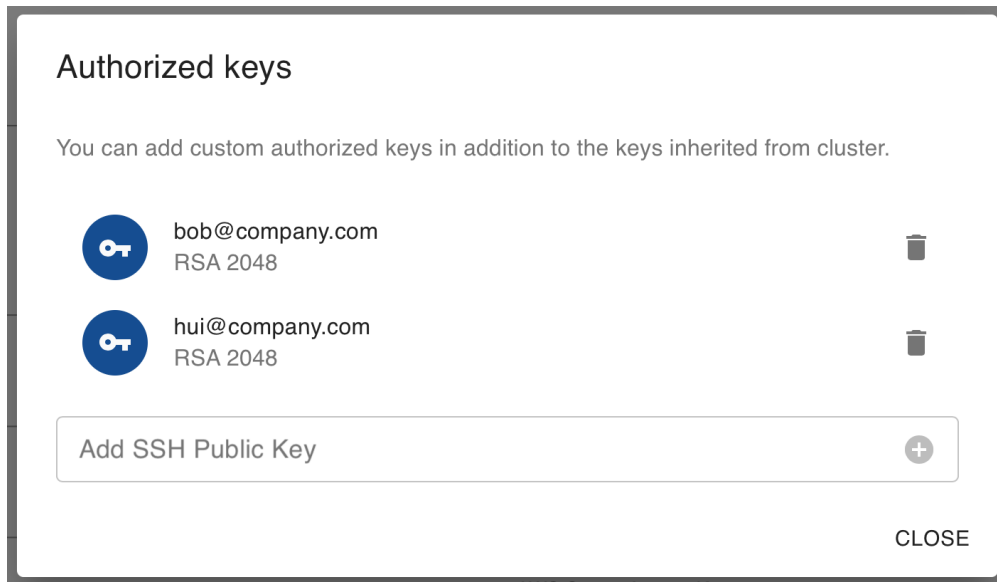 Authorized keys
You can add custom authorized keys in addition to the keys inherited from cluster.
bob@company.com
RSA 2048
hui@company.com
RSA 2048
Add SSH Public Key
CLOSE